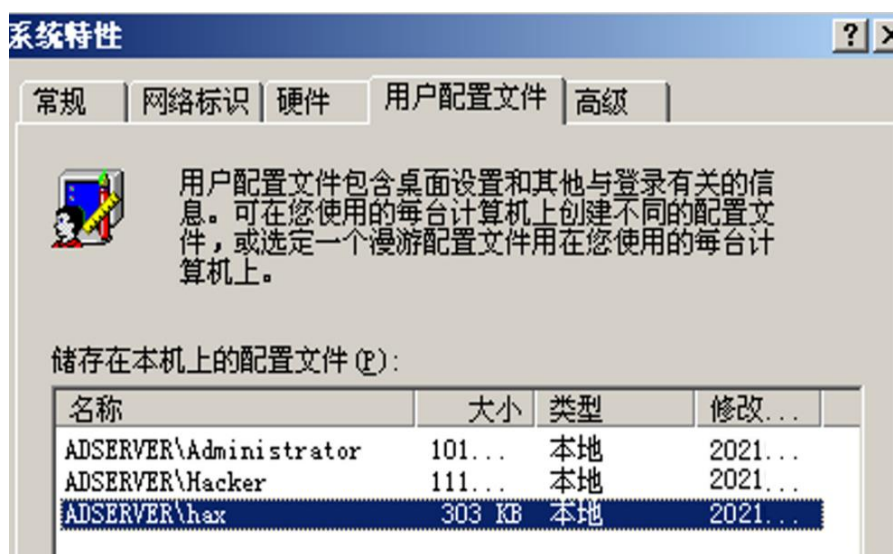 系统特性
常规 网络标识 硬件 用户配置文件 高级
用户配置文件包含桌面设置和其他与登录有关的信
息。可在您使用的每台计算机上创建不同的配置文
件，或选定一个漫游配置文件用在您使用的每台计
算机上。
储存在本机上的配置文件(P):
名称 大小 类型 修改...
ADSERVER\Administrator 101... 本地 2021...
ADSERVER\Hacker 111... 本地 2021...
ADSERVER\hax 303 KB 本地 2021...